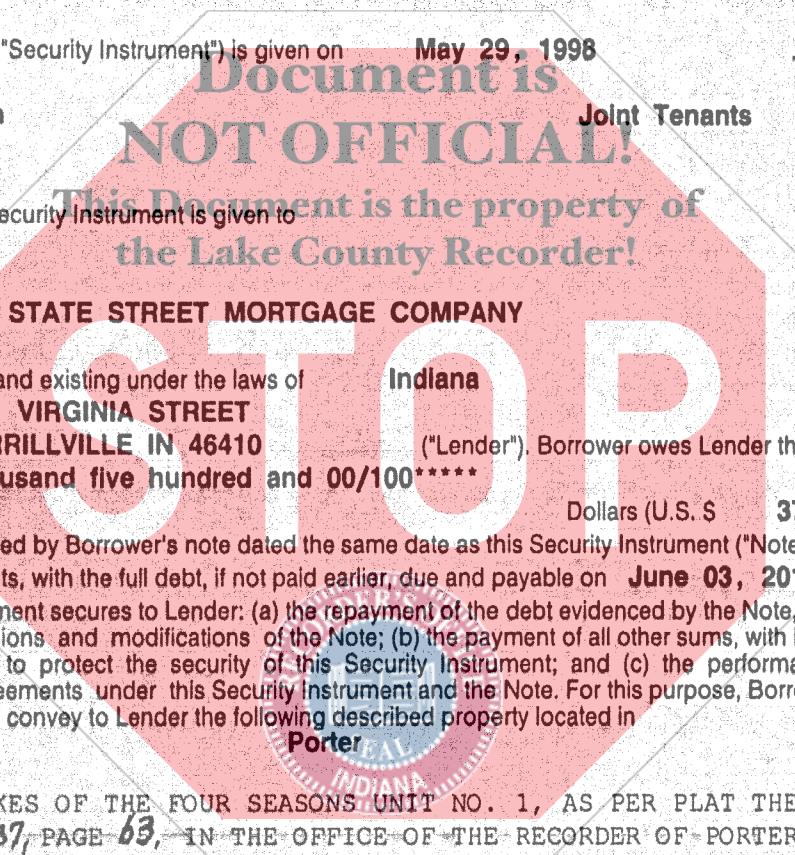 "Security Instrument") is given on May 29, 1998
Document is
Joint Tenants
NOT OFFICIAL!
This Document is the property of
ecurity Instrument is given to
the Lake County Recorder!
STATE STREET MORTGAGE COMPANY
STOP
and existing under the laws of Indiana
VIRGINIA STREET
RRILLVILLE IN 46410 ("Lender"). Borrower owes Lender th
usand five hundred and 00/100*****
Dollars (U.S. $ 37
ed by Borrower's note dated the same date as this Security Instrument ("Note
ts, with the full debt, if not paid earlier, due and payable on June 03, 201
ment secures to Lender: (a) the repayment of the debt evidenced by the Note,
ions and modifications of the Note; (b) the payment of all other sums, with
to protect the security of this Security Instrument; and (c) the performa
eements under this Security Instrument and the Note. For this purpose, Borr
convey to Lender the following described property located in
Porter
SEAL
INDIANA
KES OF THE FOUR SEASONS UNIT NO. 1, AS PER PLAT THE
37, PAGE 63, IN THE OFFICE OF THE RECORDER OF PORTER